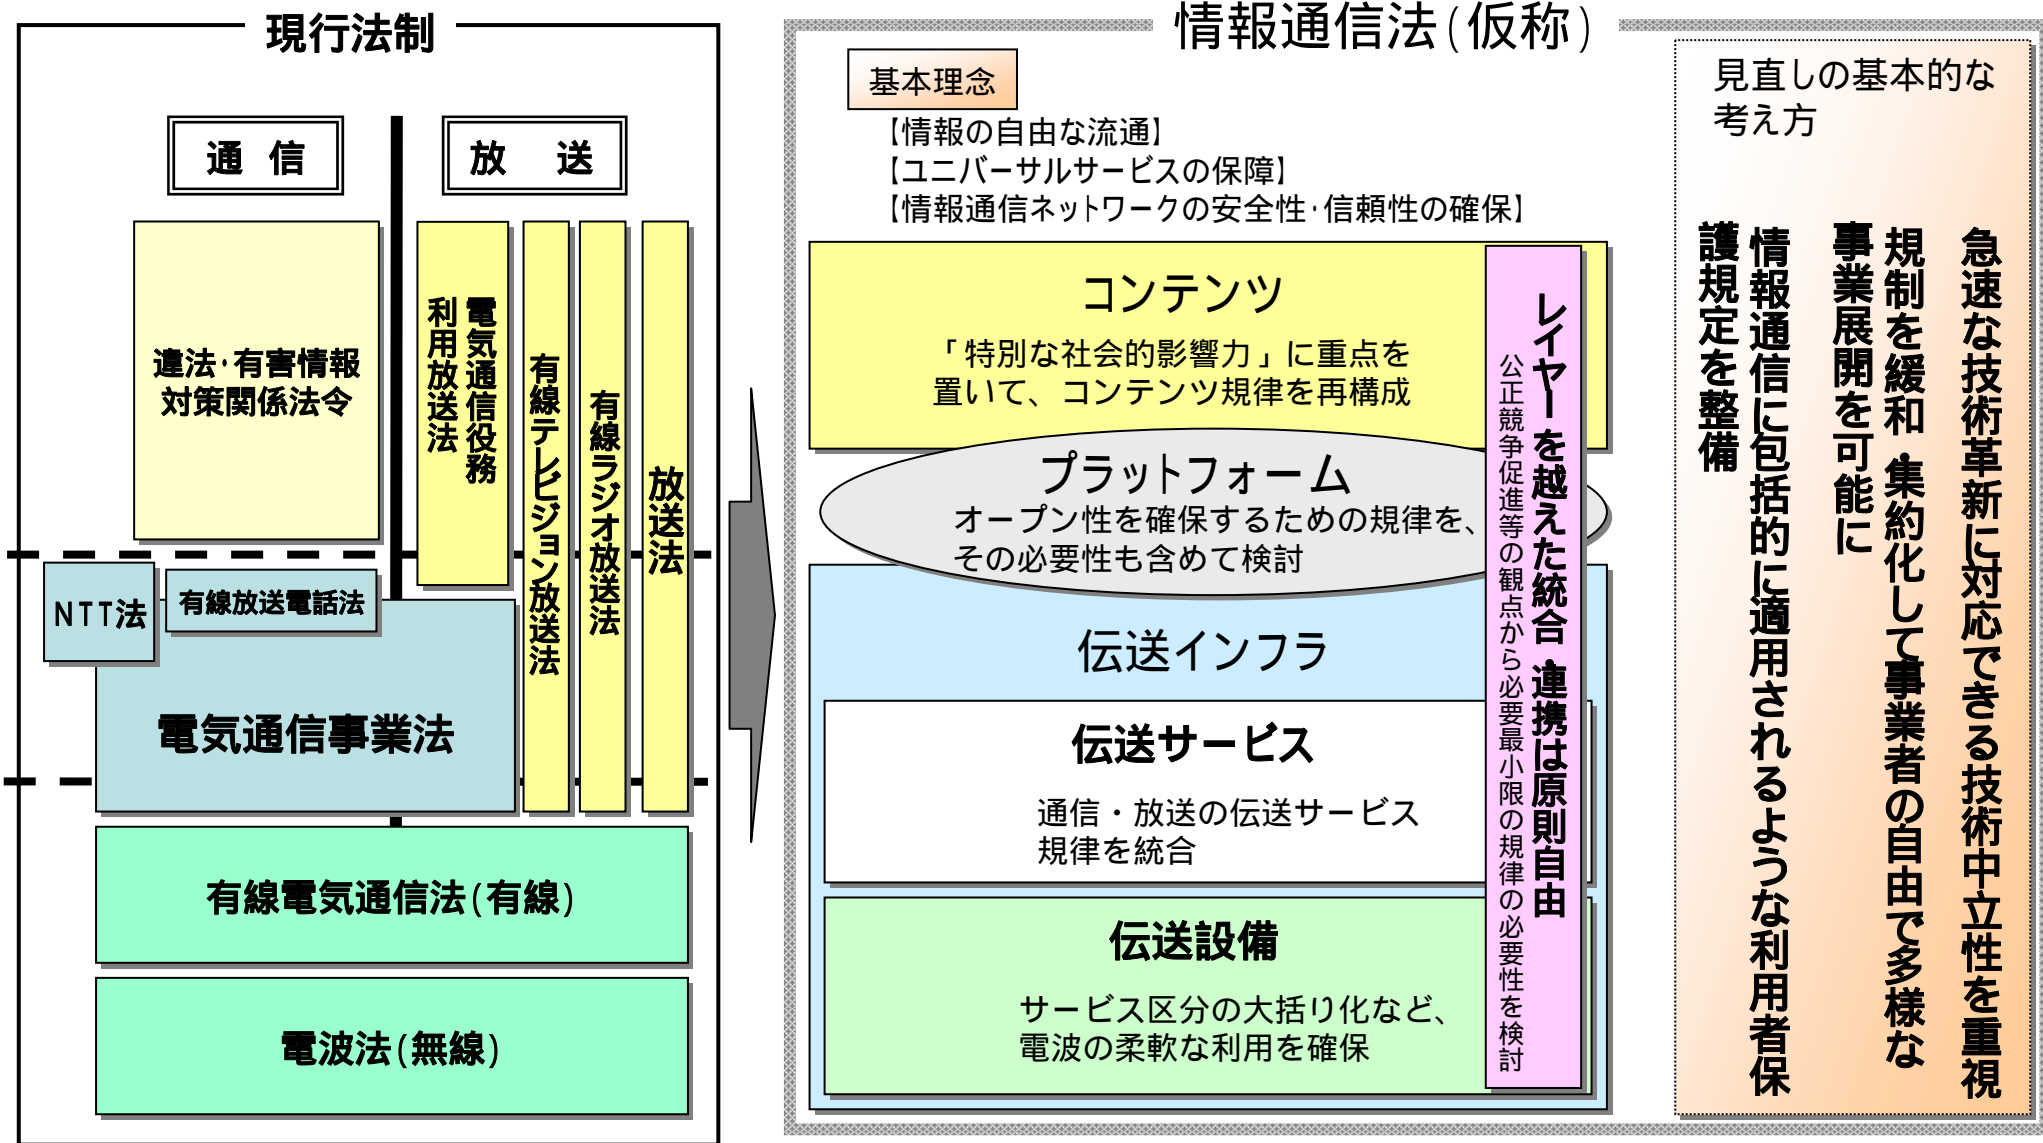 現行法制
通 信
放 送
違法・有害情報
対策関係法令
電気通信役務
利用放送法
有線テレビジョン放送法
有線ラジオ放送法
放送法
NTT法
有線放送電話法
電気通信事業法
有線電気通信法(有線)
電波法(無線)
情報通信法(仮称)
基本理念
【情報の自由な流通】
【ユニバーサルサービスの保障】
【情報通信ネットワークの安全性・信頼性の確保】
コンテンツ
「特別な社会的影響力」に重点を
置いて、コンテンツ規律を再構成
プラットフォーム
オープン性を確保するための規律を、
その必要性も含めて検討
伝送インフラ
伝送サービス
通信・放送の伝送サービス
規律を統合
伝送設備
サービス区分の大括り化など、
電波の柔軟な利用を確保
レイヤーを越えた統合・連携は原則自由
公正競争促進等の観点から必要最小限の規律の必要性を検討
見直しの基本的な
考え方
急速な技術革新に対応できる技術中立性を重視
規制を緩和・集約化して事業者の自由で多様な
事業展開を可能に
情報通信に包括的に適用されるような利用者保
護規定を整備